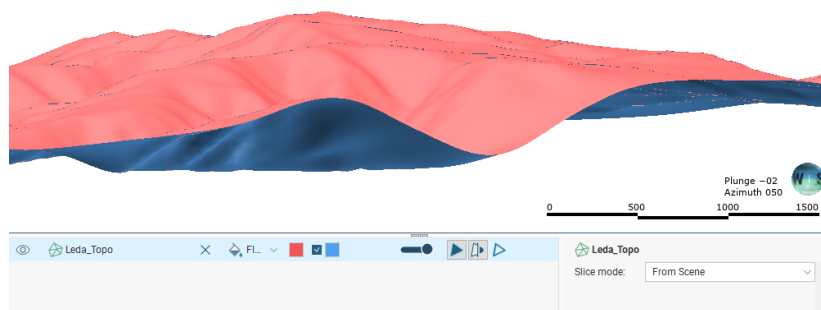 W S
Plunge −02
Azimuth 050
0 500 1000 1500
Leda_Topo Fl...
Leda_Topo
Slice mode: From Scene